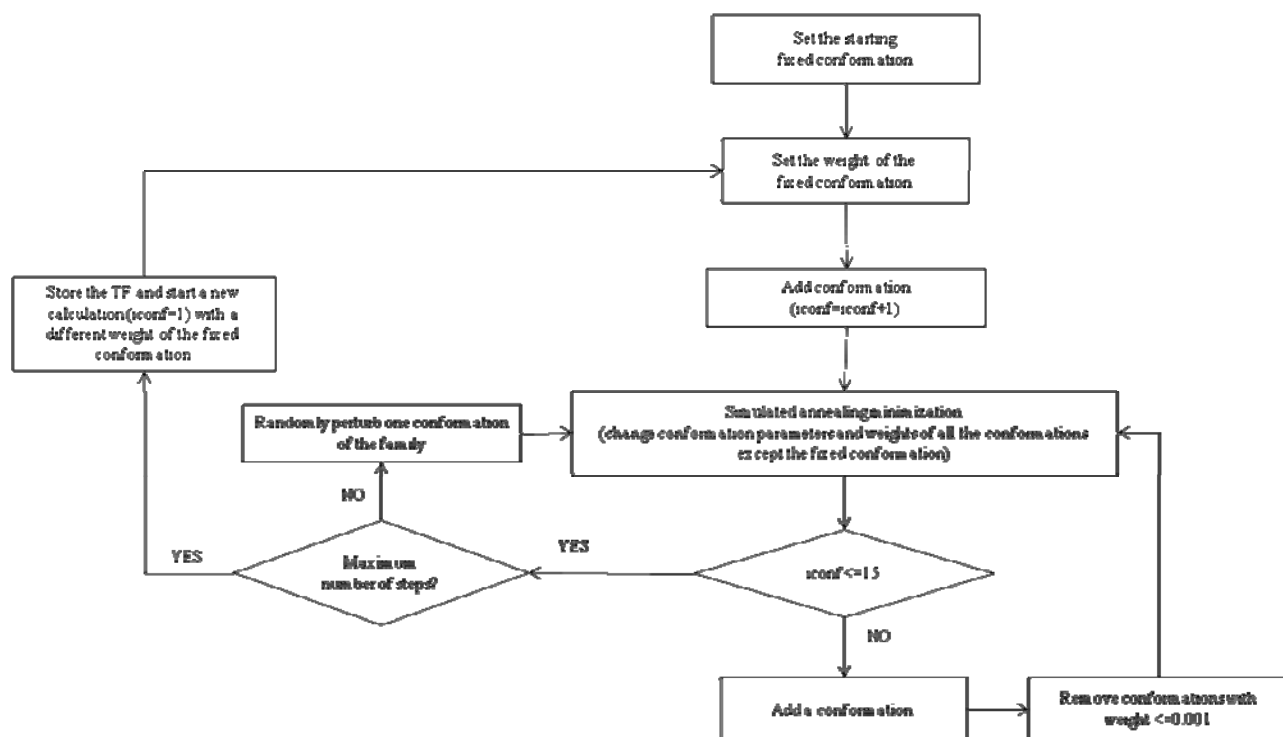 Set the starting
fixed conformation
Set the weight of the
fixed conformation
Add conformation
(iconf=iconf+1)
Store the TF and start a new
calculation(iconf=1) with a
different weight of the fixed
conformation
Randomly perturb one conformation
of the family
Simulated annealing minimization
(change conformation parameters and weights of all the conformations
except the fixed conformation)
NO
YES
YES
Maximum
number of steps?
iconf<=15
NO
Add a conformation
Remove conformations with
weight <=0.001